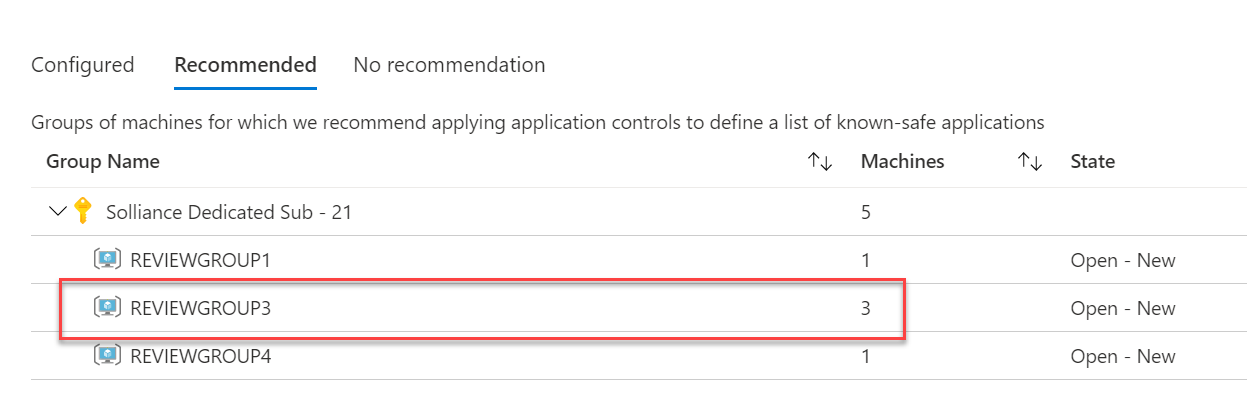 Configured Recommended No recommendation
Groups of machines for which we recommend applying application controls to define a list of known-safe applications
Group Name Machines State
Solliance Dedicated Sub - 21 5
REVIEWGROUP1 1 Open - New
REVIEWGROUP3 3 Open - New
REVIEWGROUP4 1 Open - New